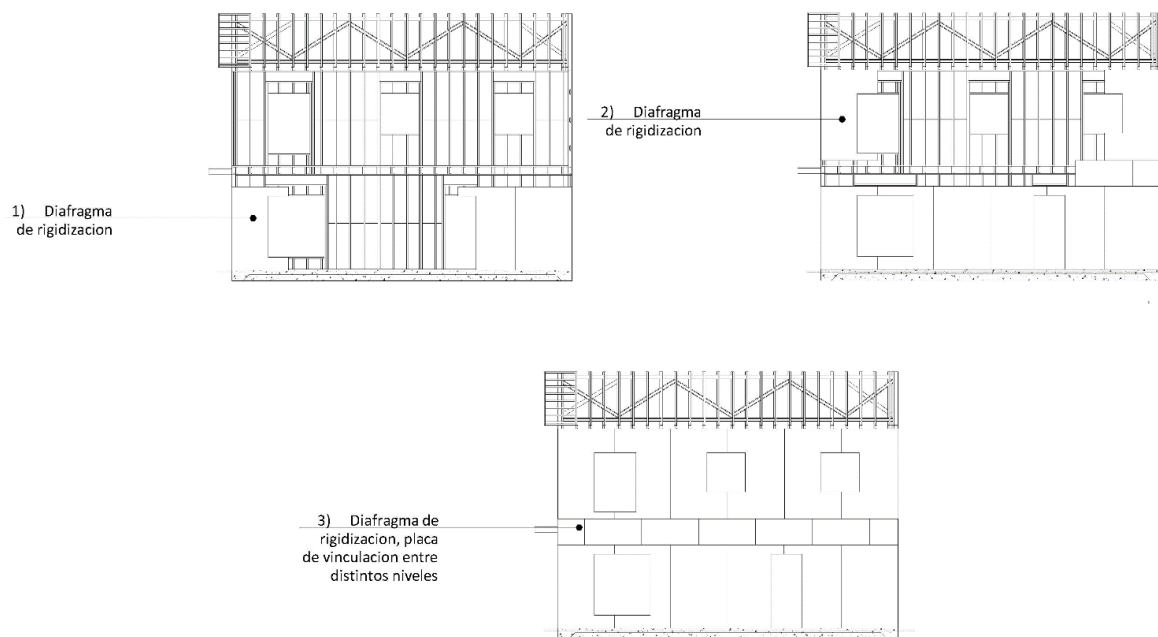 1) Diafragma
de rigidizacion
2) Diafragma
de rigidizacion
3) Diafragma de
rigidizacion, placa
de vinculacion entre
distintos niveles